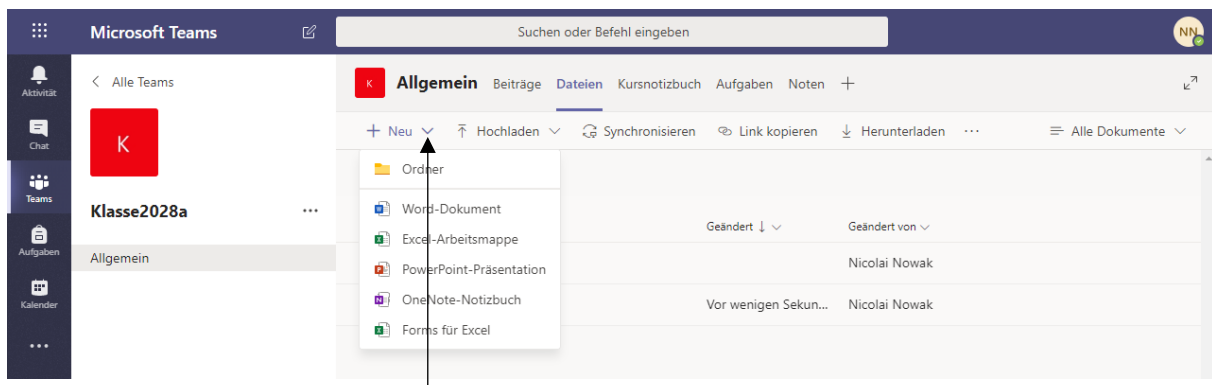 Microsoft Teams
Suchen oder Befehl eingeben
NN
Aktivität
Chat
Teams
Aufgaben
Kalender
Alle Teams
K
Klasse2028a
Allgemein
K Allgemein Beiträge Dateien Kursnotizbuch Aufgaben Noten
Neu Hochladen Synchronisieren Link kopieren Herunterladen Alle Dokumente
Ordner
Word-Dokument
Excel-Arbeitsmappe
PowerPoint-Präsentation
OneNote-Notizbuch
Forms für Excel
Geändert Geändert von
Nicolai Nowak
Vor wenigen Sekun... Nicolai Nowak